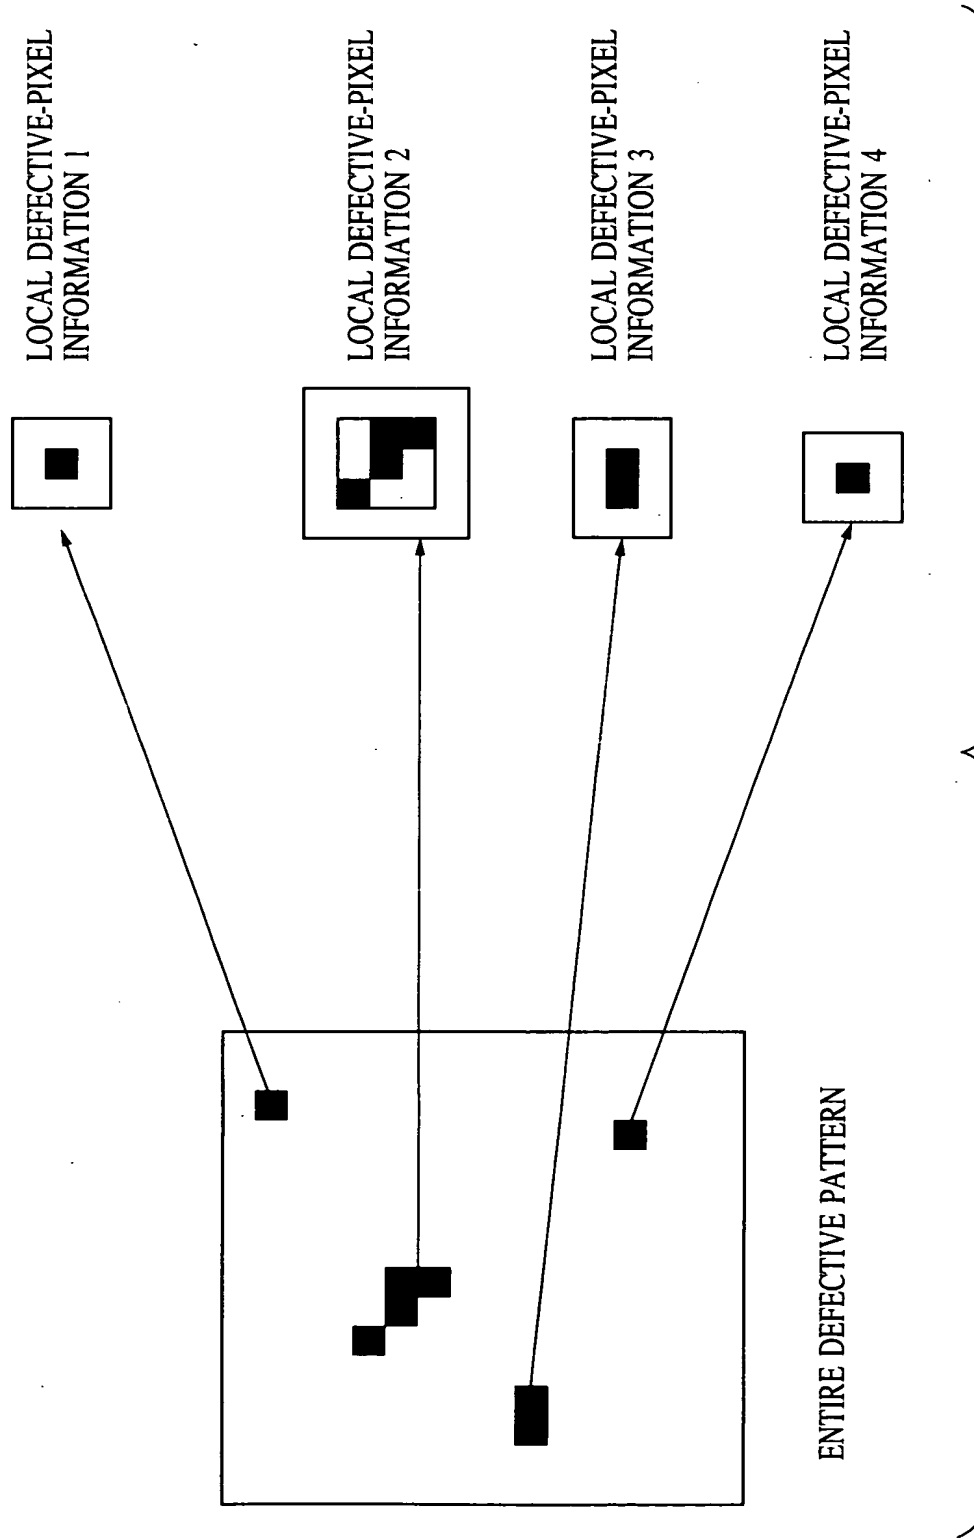 LOCAL DEFECTIVE-PIXEL
INFORMATION 1
LOCAL DEFECTIVE-PIXEL
INFORMATION 2
LOCAL DEFECTIVE-PIXEL
INFORMATION 3
LOCAL DEFECTIVE-PIXEL
INFORMATION 4
ENTIRE DEFECTIVE PATTERN